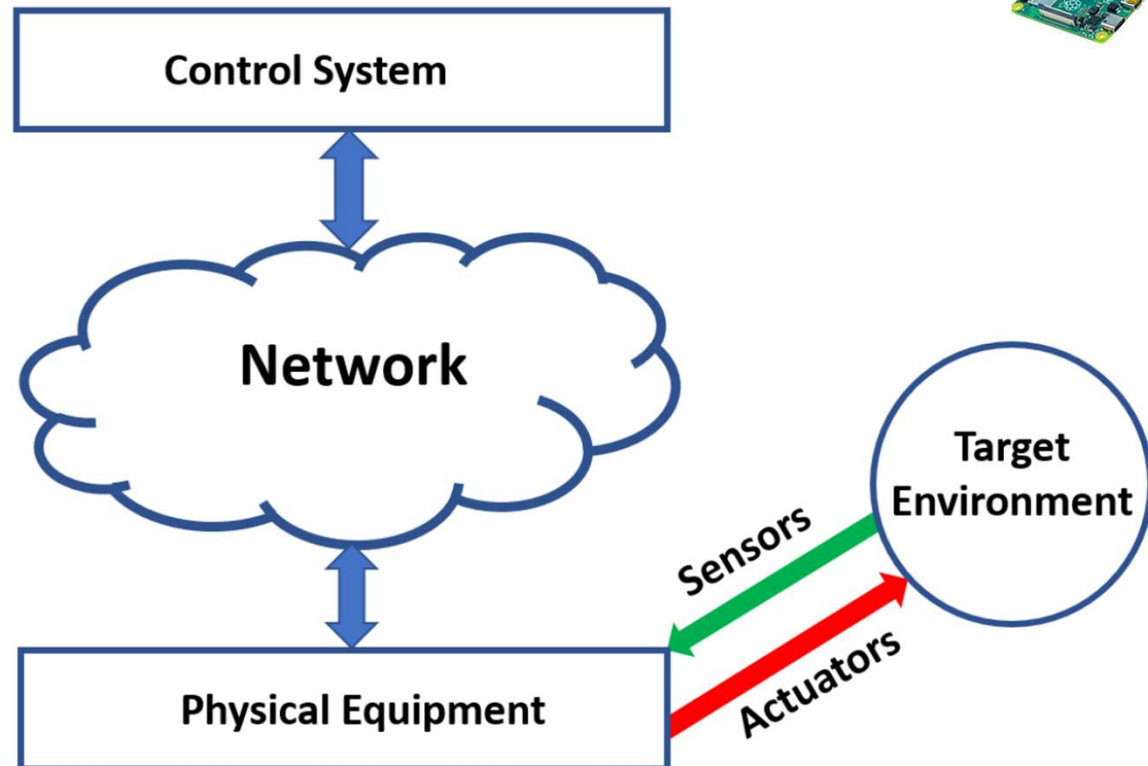 Control System
Network
Target
Environment
Sensors
Actuators
Physical Equipment